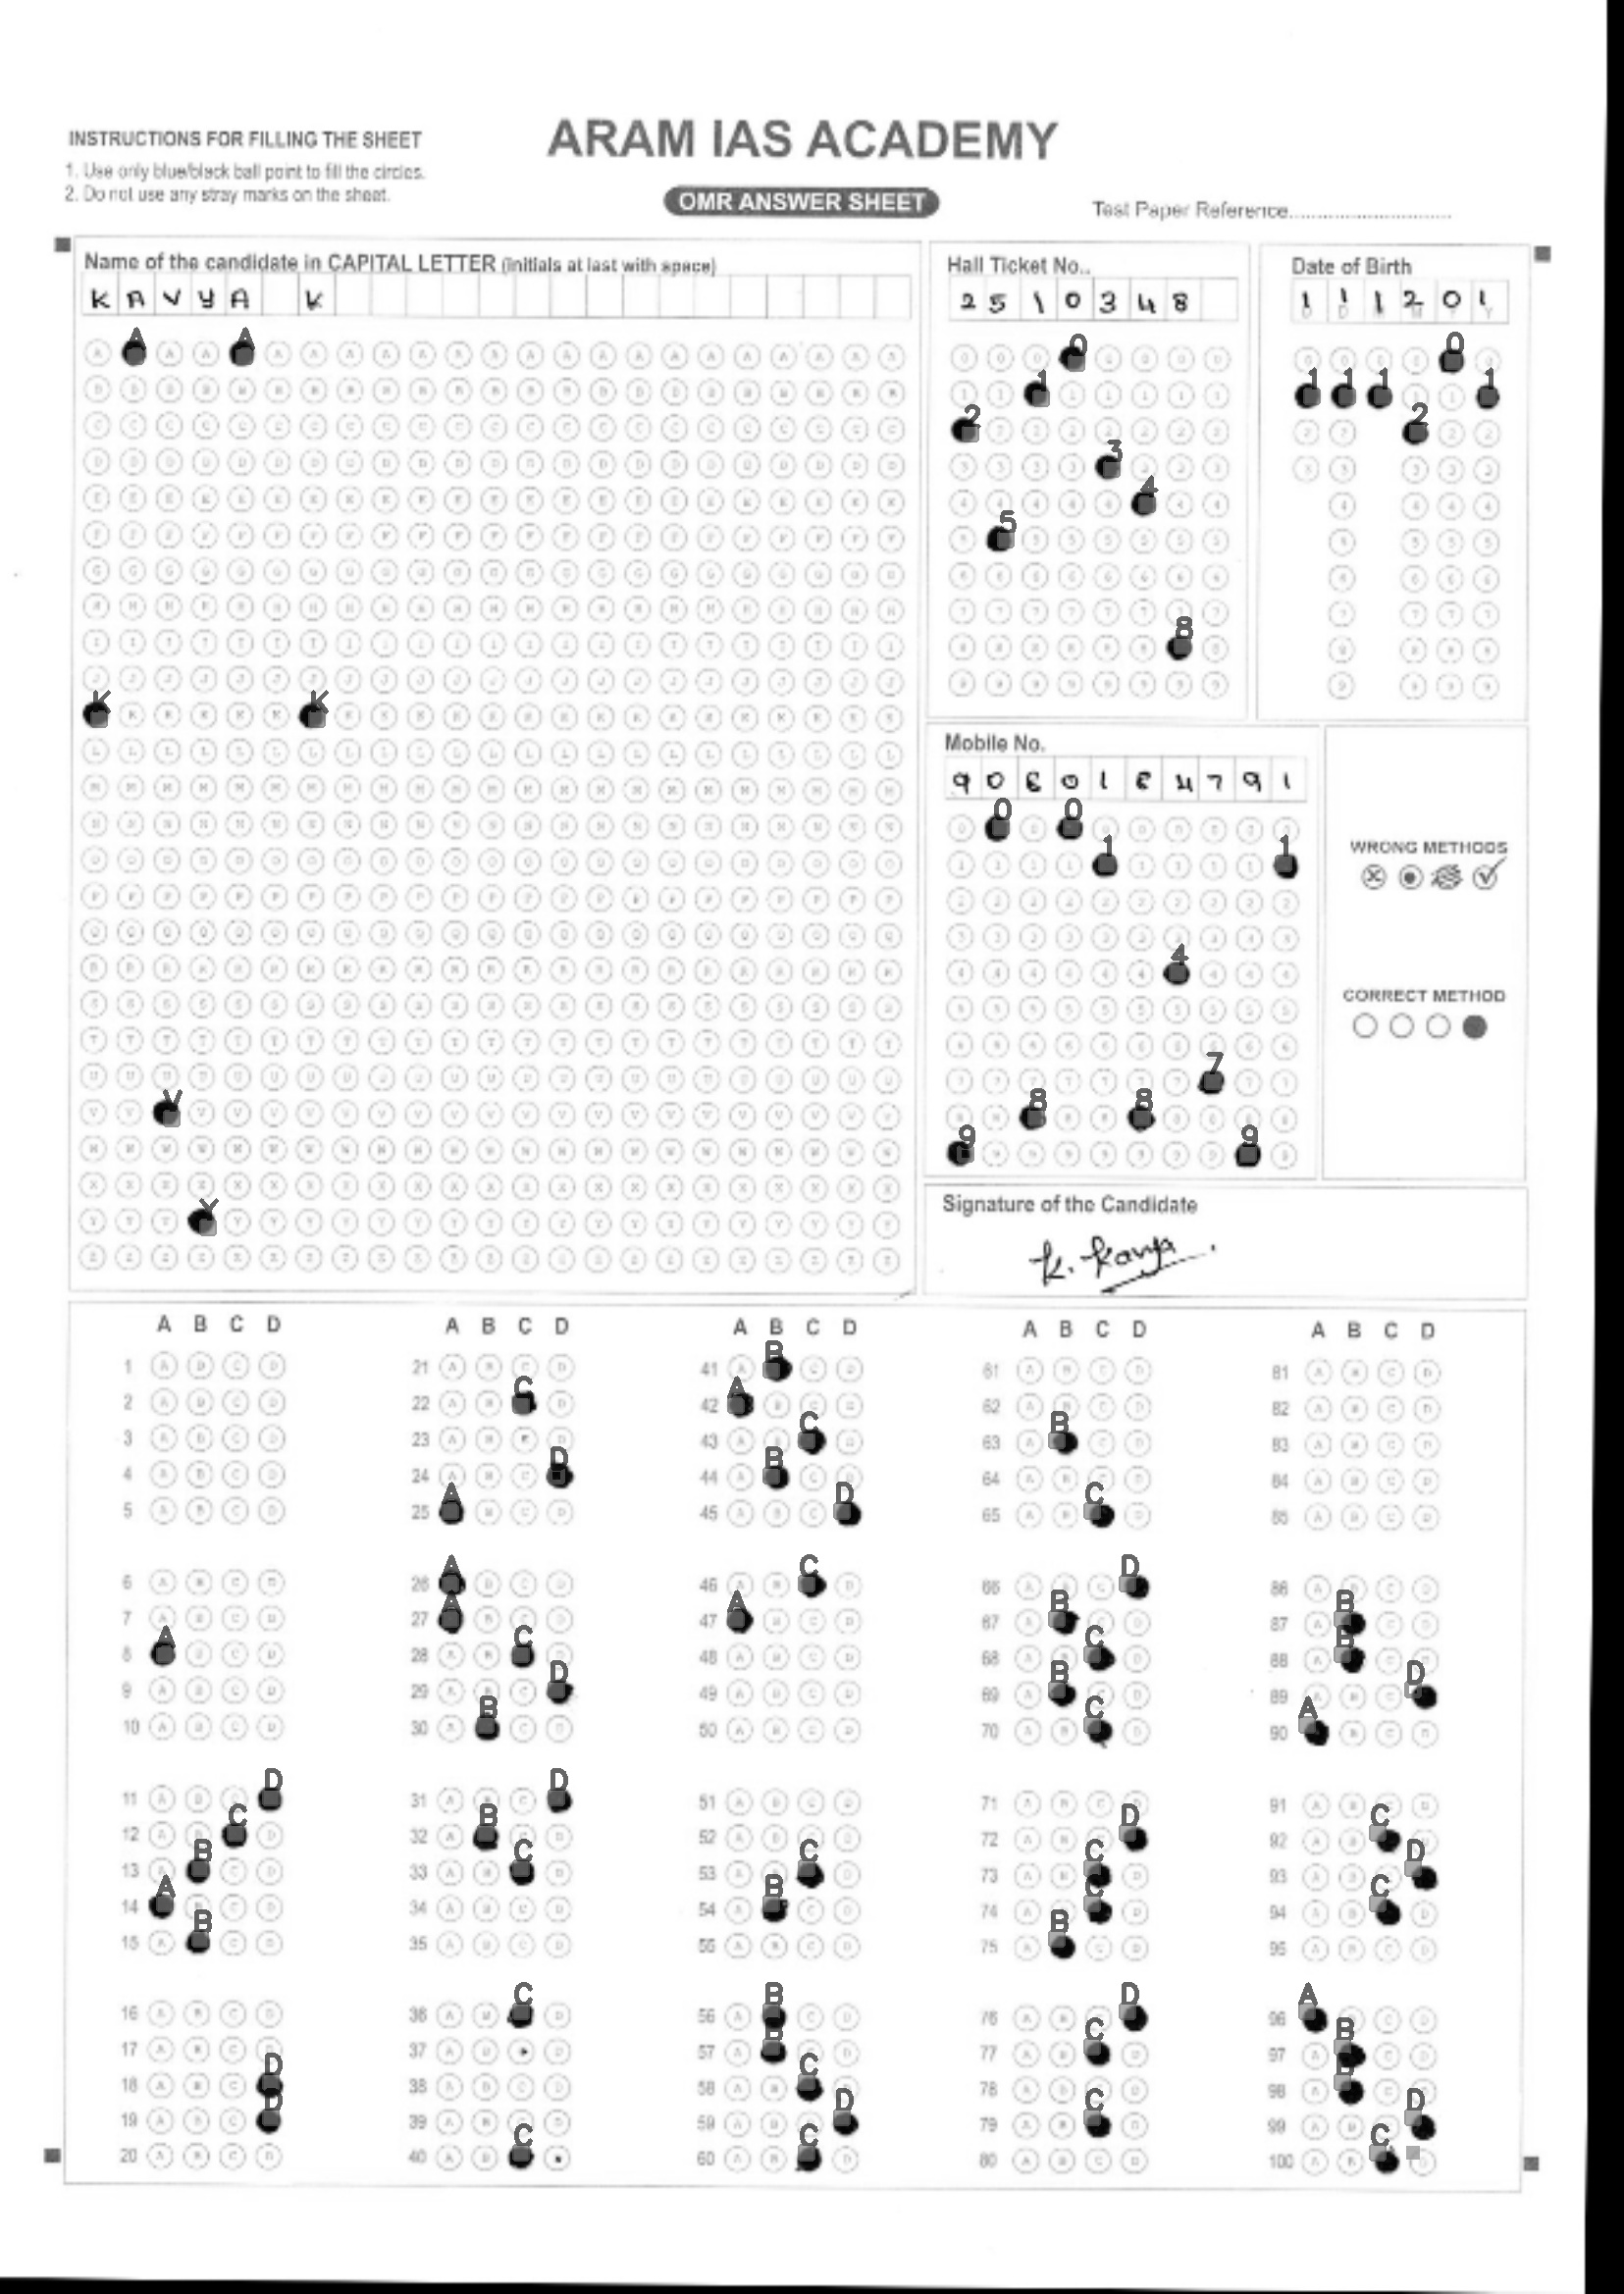 INSTRUCTIONS FOR FILLING THE SHEET
1. Use only blue/black ball point to fill the circles.
2. Do not use any stray marks on the sheet.
ARAM IAS ACADEMY
OMR ANSWER SHEET
Test Paper Reference..............................
Name of the candidate in CAPITAL LETTER (initials at last with space)
K A V Y A K
Hall Ticket No..
2 5 1 0 3 4 8
Date of Birth
1 1 1 2 0 1
Mobile No.
9 0 8 0 1 8 4 7 9 1
WRONG METHODS
CORRECT METHOD
Signature of the Candidate
K. Kavya
A B C D A B C D A B C D A B C D A B C D
1 21 41 B 61 81
2 22 C 42 A 62 82
3 23 43 C 63 B 83
4 24 D 44 B 64 84
5 25 A 45 D 65 C 85
6 26 A 46 C 66 D 86
7 27 A 47 A 67 B 87 B
8 A 28 C 48 68 C 88 B
9 29 D 49 69 B 89 D
10 30 B 50 70 C 90 A
11 D 31 D 51 71 91
12 C 32 B 52 72 D 92 C
13 B 33 C 53 C 73 C 93 D
14 A 34 54 B 74 C 94 C
15 B 35 55 75 B 95
16 36 C 56 B 76 D 96 A
17 37 57 B 77 C 97 B
18 D 38 58 C 78 98 B
19 D 39 59 D 79 C 99 D
20 40 C 60 C 80 100 C